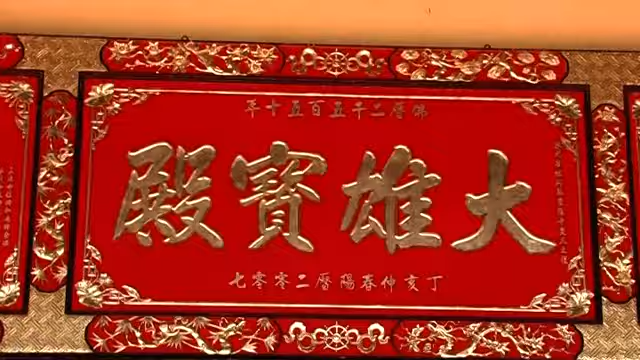 佛曆二千五百五十年
大雄寳殿
丁亥仲春陽曆二零零七